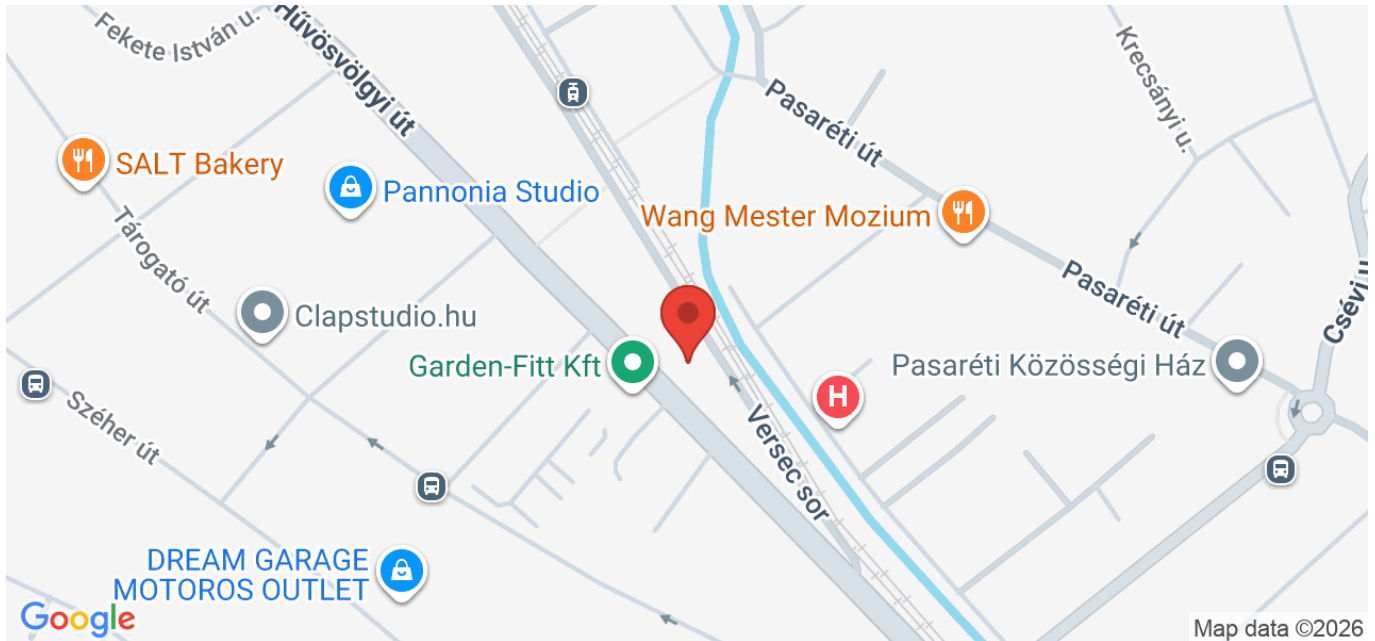 Fekete István u.
Hűvösvölgyi út
Krecsányi u.
Pasaréti út
SALT Bakery
Pannonia Studio
Wang Mester Mozium
Tárogató út
Pasaréti út
Csévi u
Clapstudio.hu
Garden-Fitt Kft
Pasaréti Közösségi Ház
H
Széher út
Versec sor
DREAM GARAGE
MOTOROS OUTLET
Google
Map data ©2026